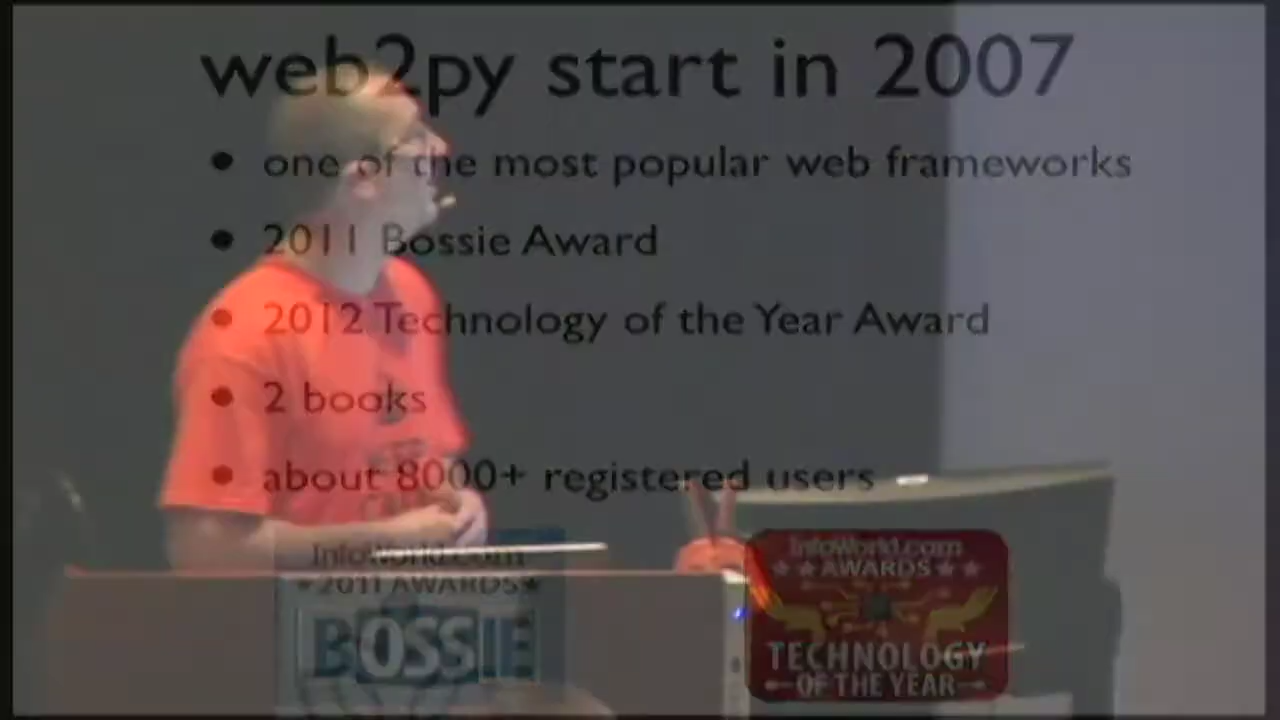 web2py start in 2007
• one of the most popular web frameworks
• 2011 Bossie Award
• 2012 Technology of the Year Award
• 2 books
• about 8000+ registered users
InfoWorld.com
★2011 AWARDS★
BOSSIE
InfoWorld.com
★★AWARDS★★
TECHNOLOGY
OF THE YEAR